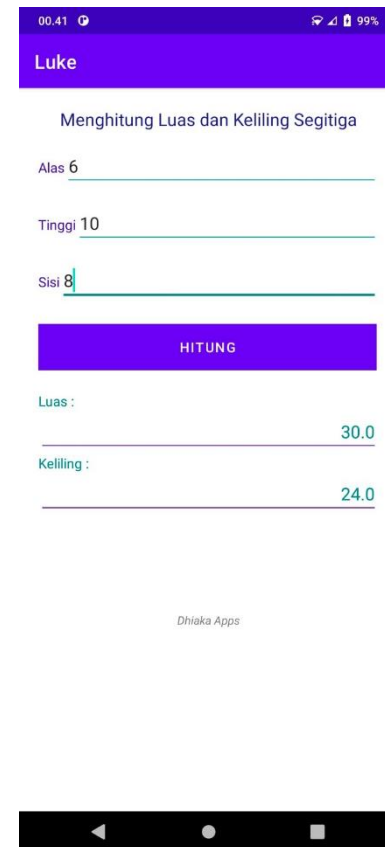 00.41 99%
Luke
Menghitung Luas dan Keliling Segitiga
Alas 6
Tinggi 10
Sisi 8
HITUNG
Luas :
30.0
Keliling :
24.0
Dhiaka Apps